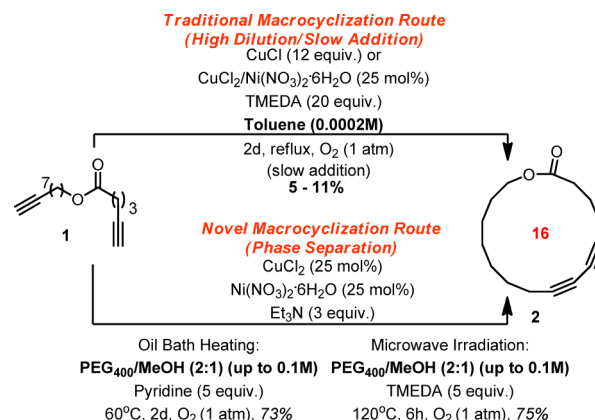 Traditional Macrocyclization Route
(High Dilution/Slow Addition)
CuCl (12 equiv.) or
CuCl₂/Ni(NO₃)₂·6H₂O (25 mol%)
TMEDA (20 equiv.)
Toluene (0.0002M)
2d, reflux, O₂ (1 atm)
(slow addition)
5 - 11%
O
7
O
3
1
Novel Macrocyclization Route
(Phase Separation)
CuCl₂ (25 mol%)
Ni(NO₃)₂·6H₂O (25 mol%)
Et₃N (3 equiv.)
O
O
16
2
Oil Bath Heating:
PEG₄₀₀/MeOH (2:1) (up to 0.1M)
Pyridine (5 equiv.)
60°C, 2d, O₂ (1 atm), 73%
Microwave Irradiation:
PEG₄₀₀/MeOH (2:1) (up to 0.1M)
TMEDA (5 equiv.)
120°C, 6h, O₂ (1 atm), 75%